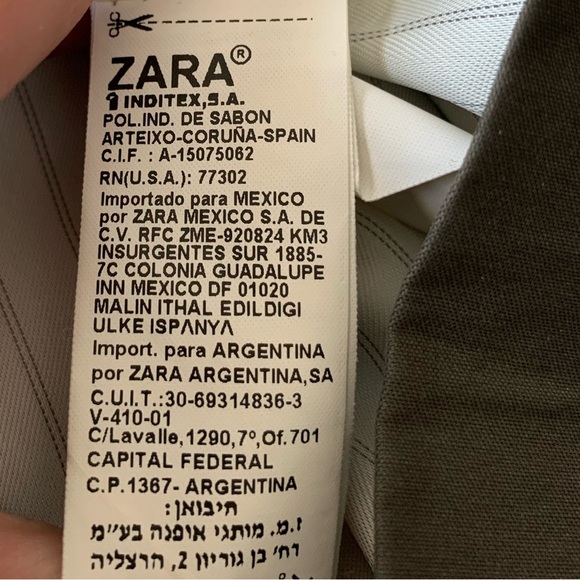 ZARA®
INDITEX,S.A.
POL.IND. DE SABON
ARTEIXO-CORUÑA-SPAIN
C.I.F. : A-15075062
RN(U.S.A.): 77302
Importado para MEXICO
por ZARA MEXICO S.A. DE
C.V. RFC ZME-920824 KM3
INSURGENTES SUR 1885-
7C COLONIA GUADALUPE
INN MEXICO DF 01020
MALIN ITHAL EDILDIGI
ULKE ISPANYA
Import. para ARGENTINA
por ZARA ARGENTINA,SA
C.U.I.T.:30-69314836-3
V-410-01
C/Lavalle,1290,7º,Of.701
CAPITAL FEDERAL
C.P.1367- ARGENTINA
היבואן:
ז.מ. מותגי אופנה בע״מ
רח׳ בן גוריון 2, הרצליה